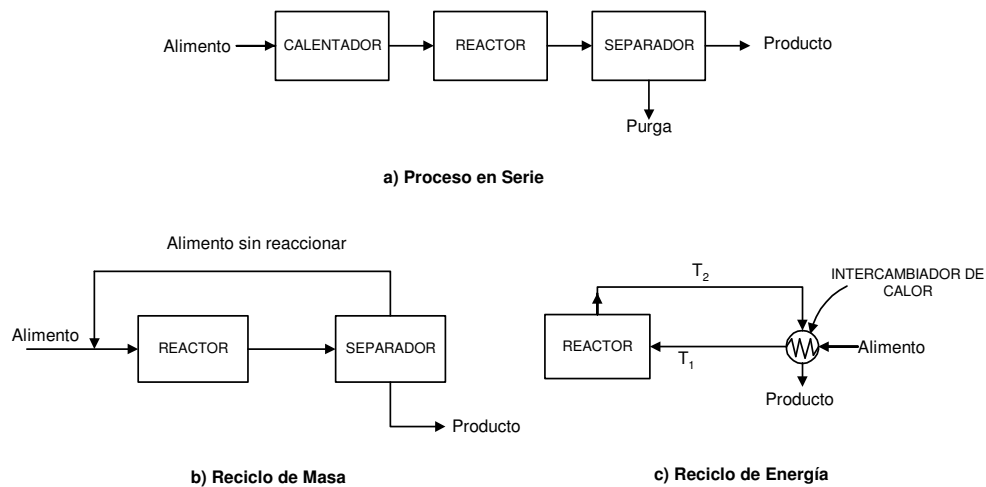 Alimento
CALENTADOR
REACTOR
SEPARADOR
Producto
Purga
a) Proceso en Serie
Alimento sin reaccionar
Alimento
REACTOR
SEPARADOR
Producto
b) Reciclo de Masa
T2
INTERCAMBIADOR DE
CALOR
REACTOR
T1
Alimento
Producto
c) Reciclo de Energía